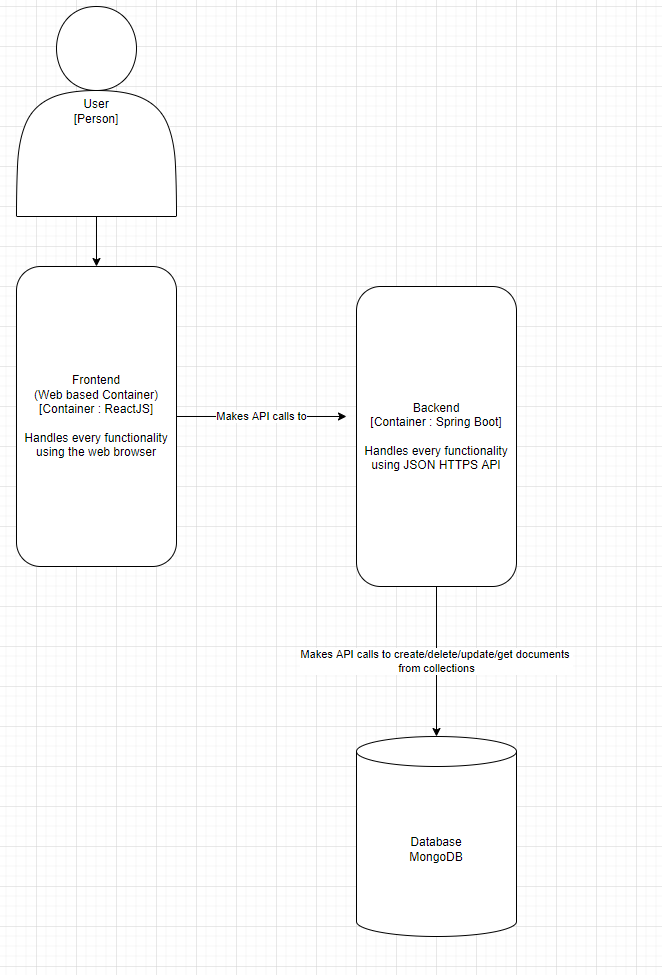 User
[Person]
Frontend
(Web based Container)
[Container : ReactJS]
Handles every functionality
using the web browser
Makes API calls to
Backend
[Container : Spring Boot]
Handles every functionality
using JSON HTTPS API
Makes API calls to create/delete/update/get documents
from collections
Database
MongoDB